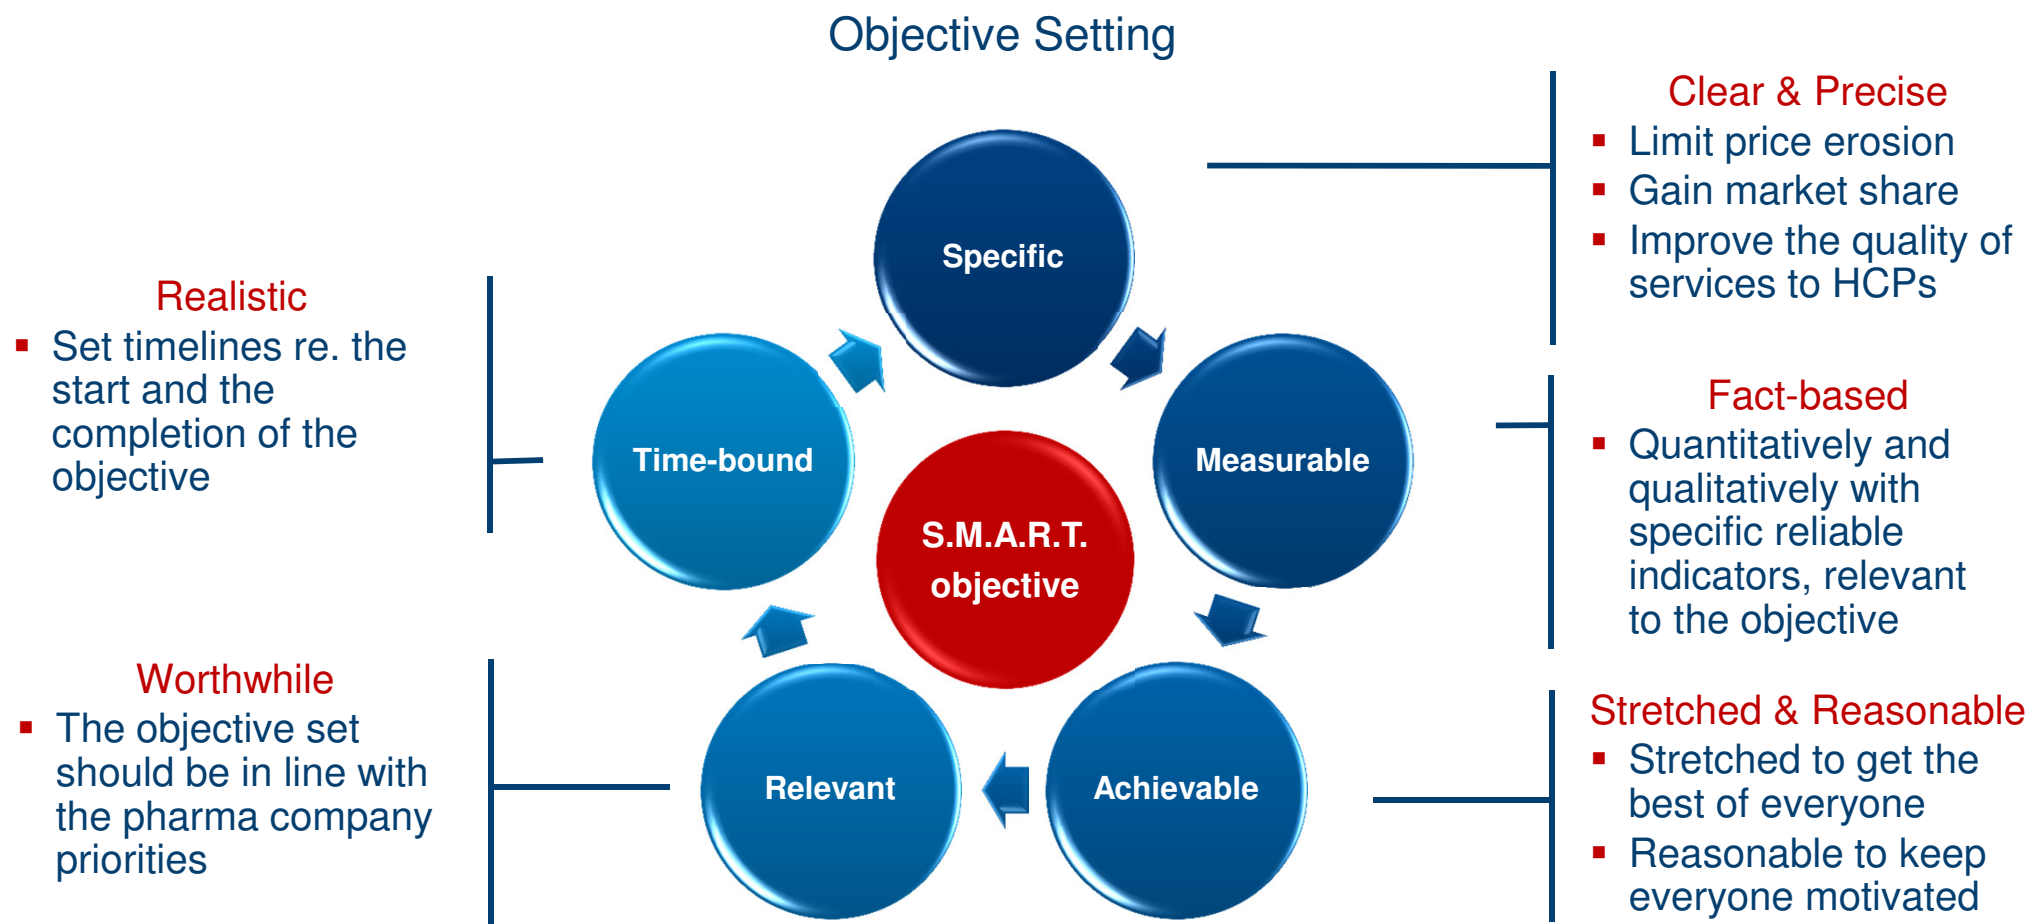 Objective Setting
Clear & Precise
▪ Limit price erosion
▪ Gain market share
▪ Improve the quality of
services to HCPs
Specific
Realistic
▪ Set timelines re. the
start and the
completion of the
objective
Time-bound
Measurable
Fact-based
▪ Quantitatively and
qualitatively with
specific reliable
indicators, relevant
to the objective
S.M.A.R.T.
objective
Worthwhile
▪ The objective set
should be in line with
the pharma company
priorities
Relevant
Achievable
Stretched & Reasonable
▪ Stretched to get the
best of everyone
▪ Reasonable to keep
everyone motivated